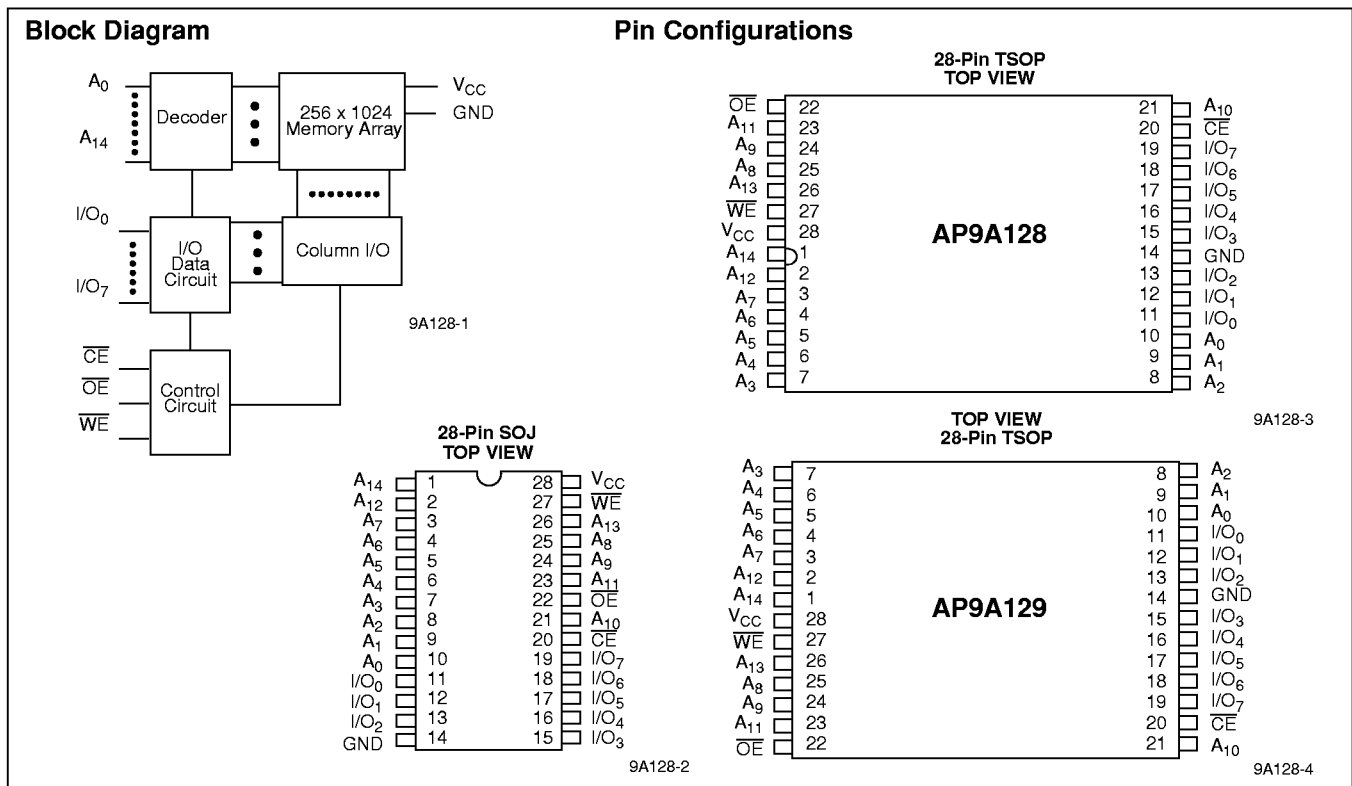 Block Diagram
A0
A14
Decoder
256 x 1024
Memory Array
VCC
GND
I/O0
I/O7
I/O
Data
Circuit
Column I/O
9A128-1
CE
OE
WE
Control
Circuit
28-Pin SOJ
TOP VIEW
A14 1 28 VCC
A12 2 27 WE
A7 3 26 A13
A6 4 25 A8
A5 5 24 A9
A4 6 23 A11
A3 7 22 OE
A2 8 21 A10
A1 9 20 CE
A0 10 19 I/O7
I/O0 11 18 I/O6
I/O1 12 17 I/O5
I/O2 13 16 I/O4
GND 14 15 I/O3
9A128-2
Pin Configurations
28-Pin TSOP
TOP VIEW
OE 22 21 A10
A11 23 20 CE
A9 24 19 I/O7
A8 25 18 I/O6
A13 26 17 I/O5
WE 27 16 I/O4
VCC 28 15 I/O3
AP9A128
A14 1 14 GND
A12 2 13 I/O2
A7 3 12 I/O1
A6 4 11 I/O0
A5 5 10 A0
A4 6 9 A1
A3 7 8 A2
9A128-3
TOP VIEW
28-Pin TSOP
A3 7 8 A2
A4 6 9 A1
A5 5 10 A0
A6 4 11 I/O0
A7 3 12 I/O1
A12 2 13 I/O2
A14 1 14 GND
AP9A129
VCC 28 15 I/O3
WE 27 16 I/O4
A13 26 17 I/O5
A8 25 18 I/O6
A9 24 19 I/O7
A11 23 20 CE
OE 22 21 A10
9A128-4